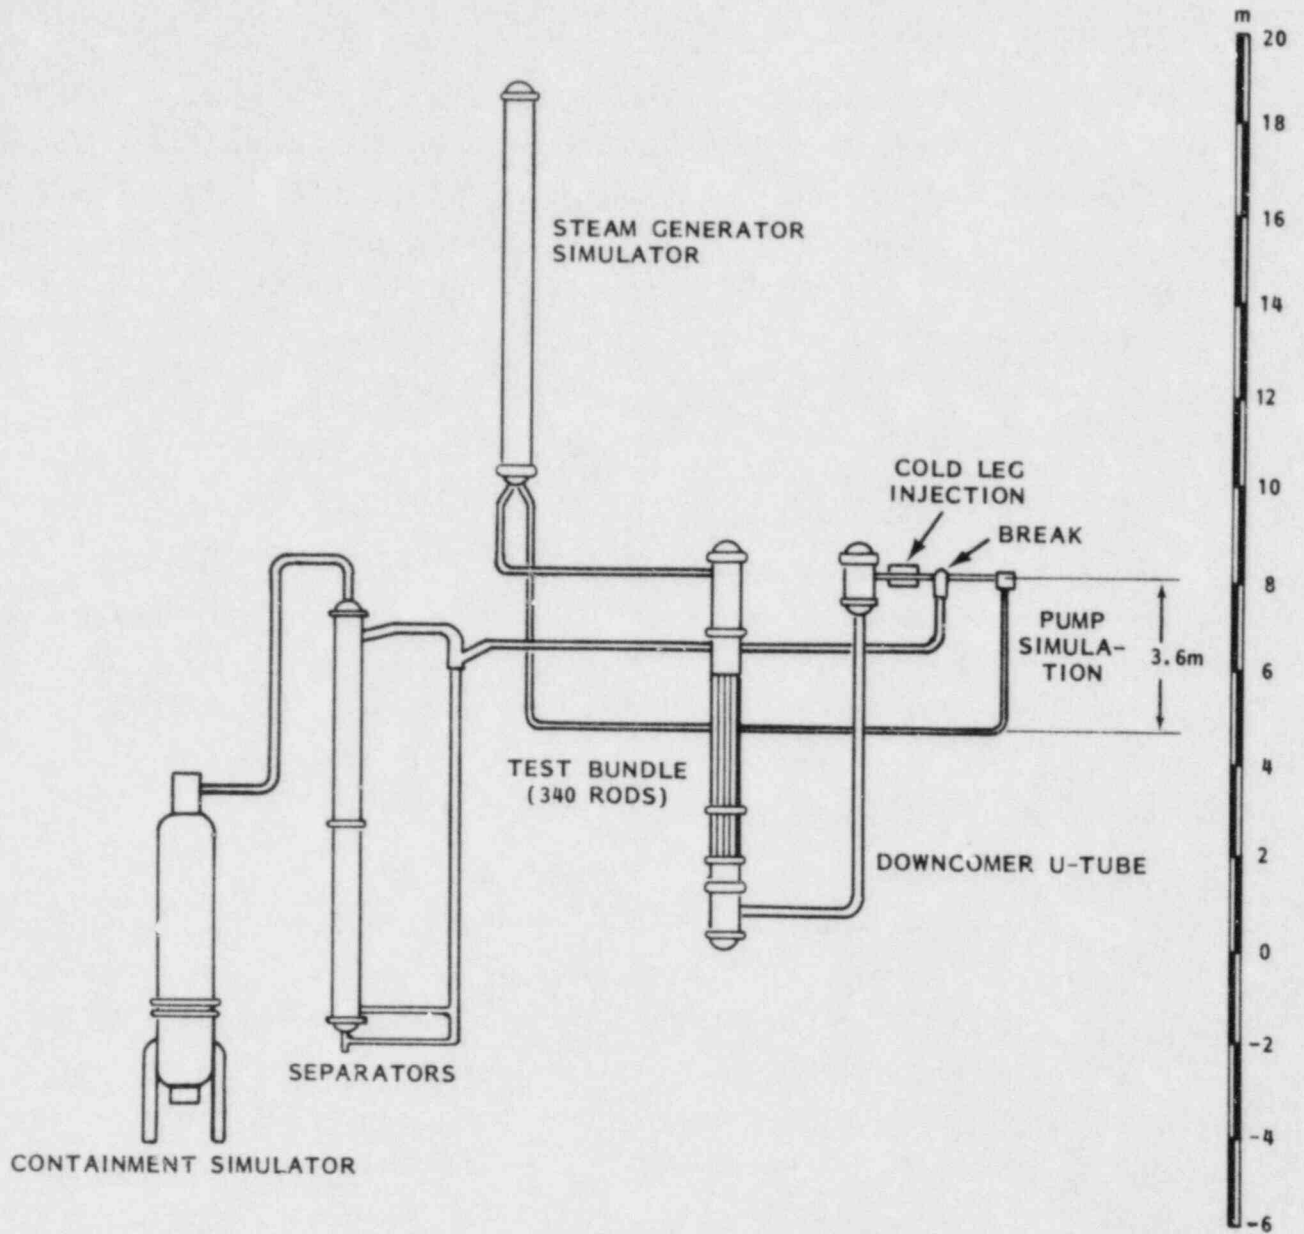 m
20
18
16
14
12
10
8
6
4
2
0
-2
-4
-6
STEAM GENERATOR
SIMULATOR
COLD LEG
INJECTION
BREAK
PUMP
SIMULA-
TION
3.6m
TEST BUNDLE
(340 RODS)
DOWNCOMER U-TUBE
SEPARATORS
CONTAINMENT SIMULATOR